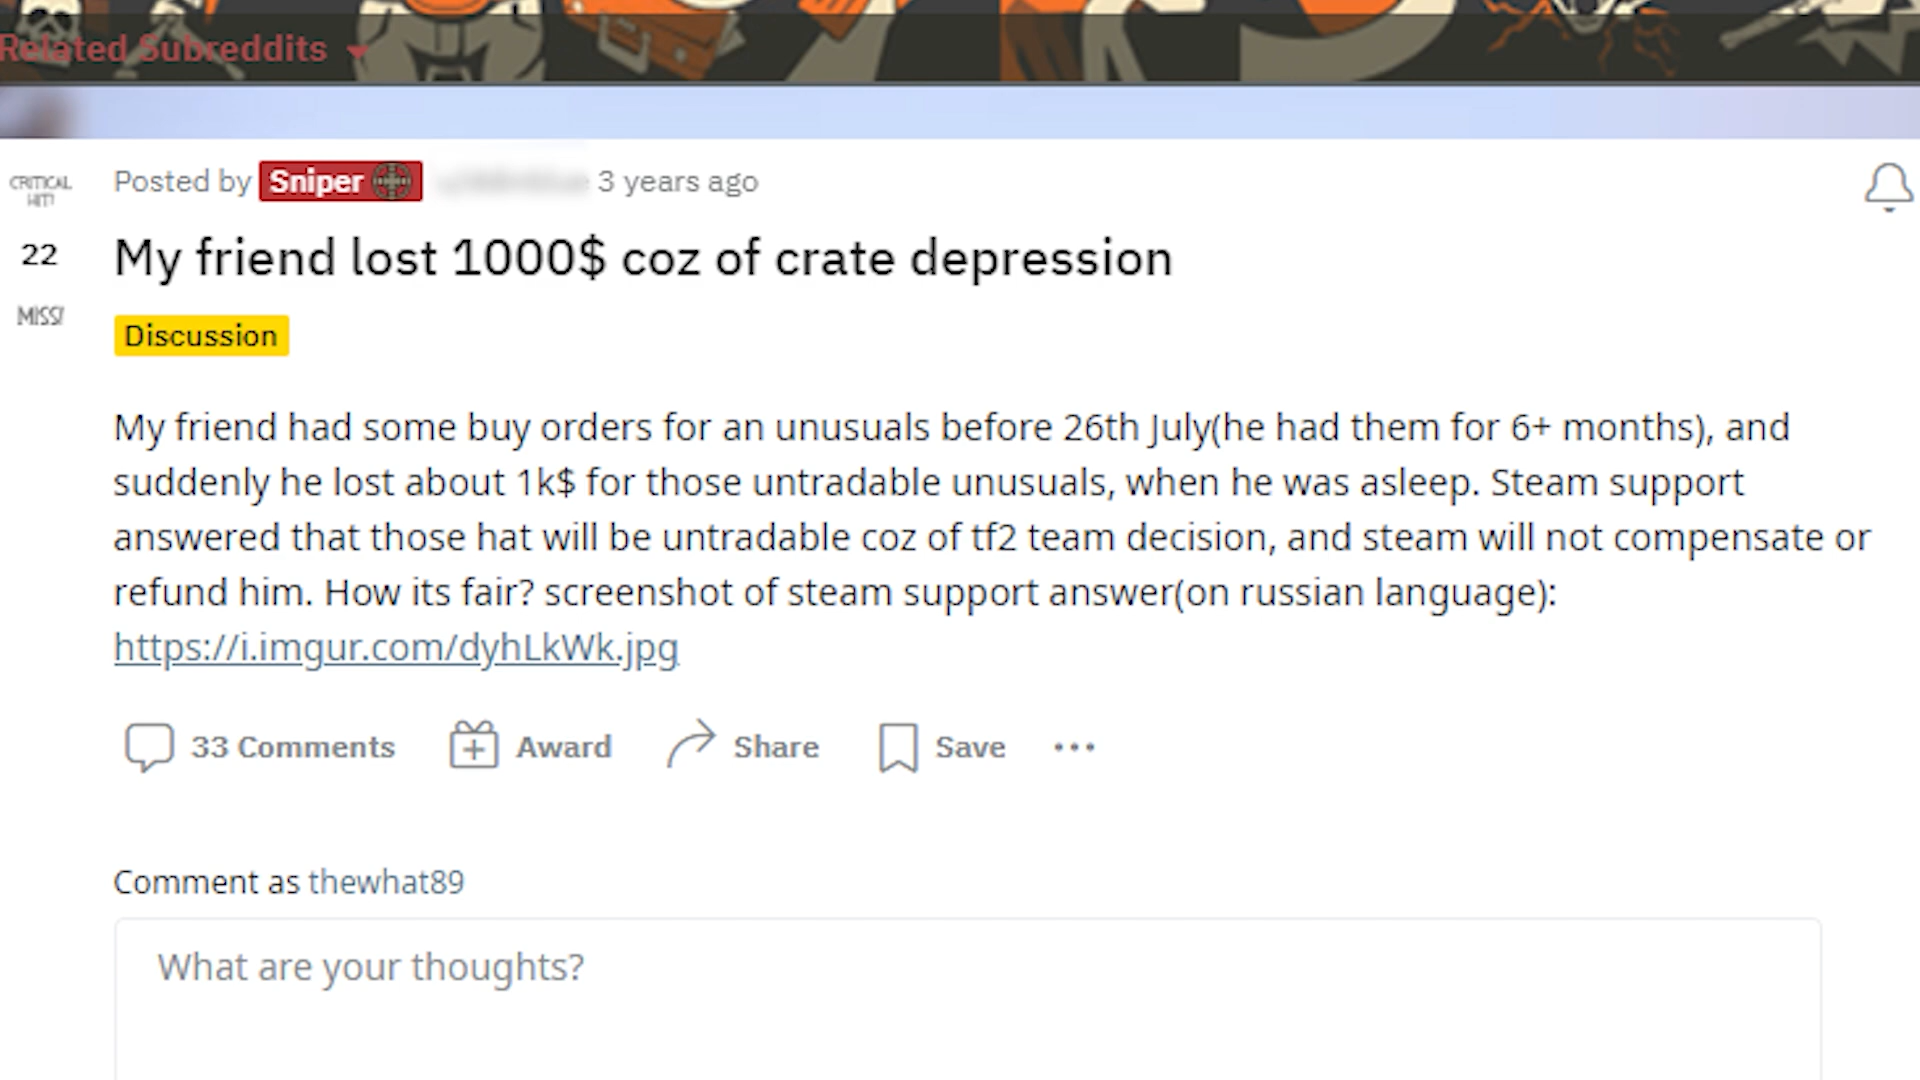 Related Subreddits
CRITICAL
HIT!
Posted by Sniper 3 years ago
22
My friend lost 1000$ coz of crate depression
MISS!
Discussion
My friend had some buy orders for an unusuals before 26th July(he had them for 6+ months), and
suddenly he lost about 1k$ for those untradable unusuals, when he was asleep. Steam support
answered that those hat will be untradable coz of tf2 team decision, and steam will not compensate or
refund him. How its fair? screenshot of steam support answer(on russian language):
https://i.imgur.com/dyhLkWk.jpg
33 Comments Award Share Save
Comment as thewhat89
What are your thoughts?